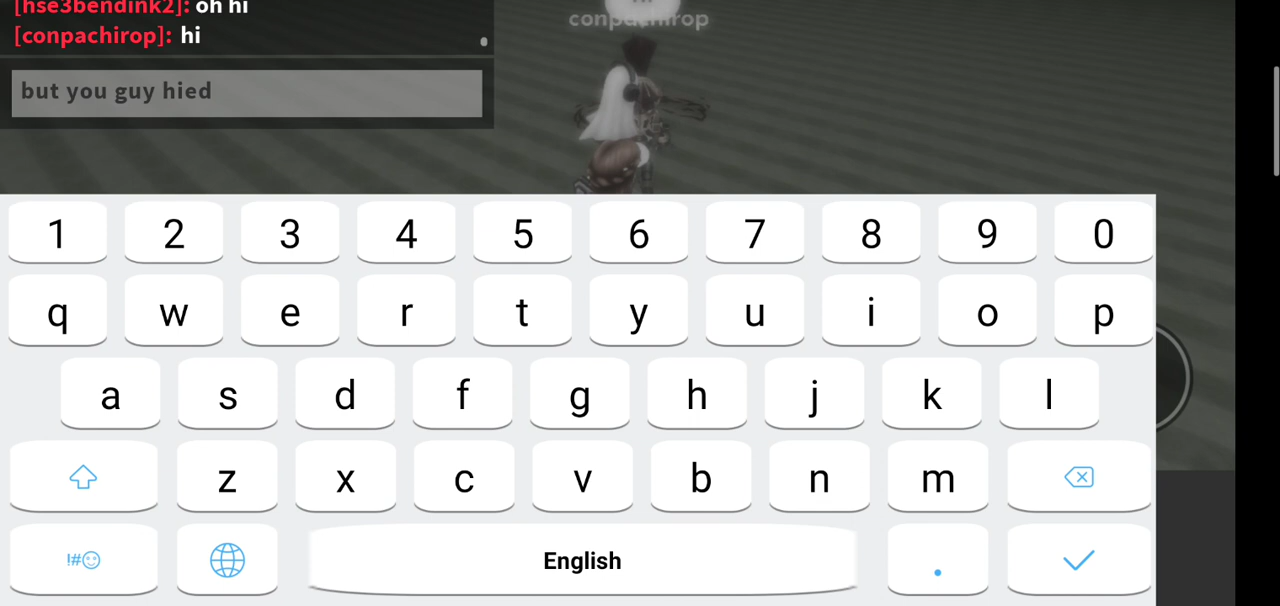 [hse3bendink2]: oh hi
conpachirop
[conpachirop]: hi
but you guy hied
1 2 3 4 5 6 7 8 9 0
q w e r t y u i o p
a s d f g h j k l
z x c v b n m
!#☺ English .